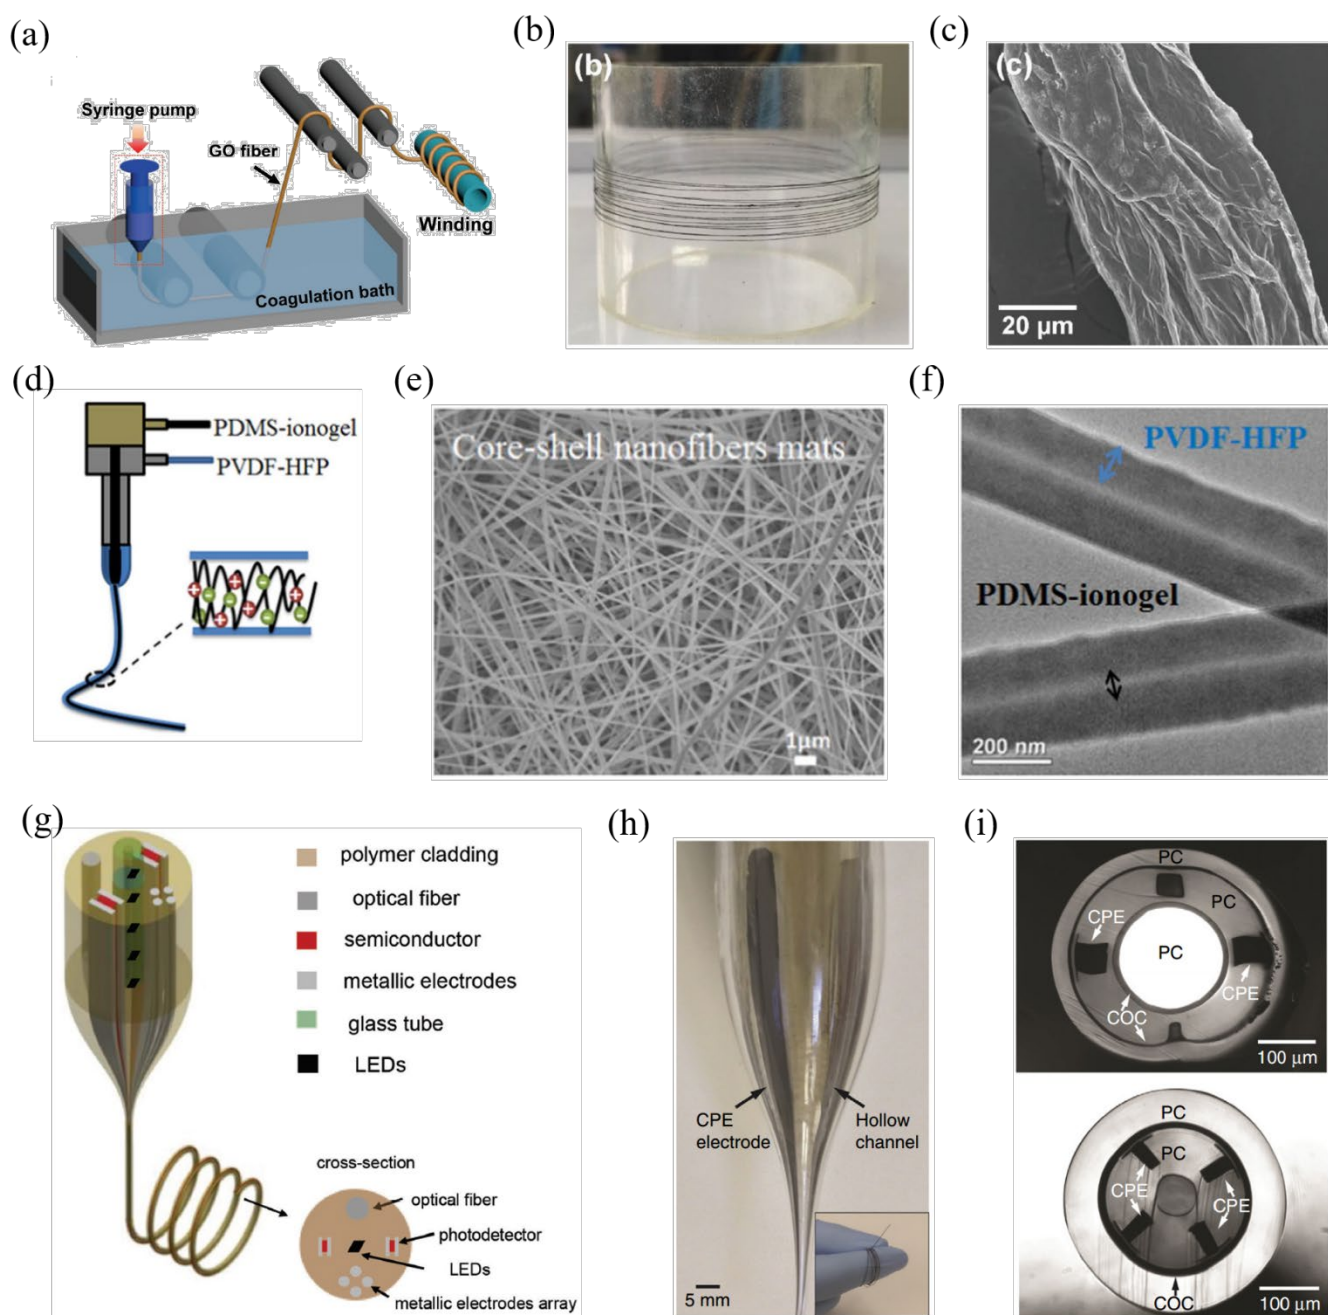 (a)
Syringe pump
GO fiber
Winding
Coagulation bath
(b)
(b)
(c)
(c)
20 μm
(d)
PDMS-ionogel
PVDF-HFP
(e)
Core-shell nanofibers mats
1μm
(f)
PVDF-HFP
PDMS-ionogel
200 nm
(g)
polymer cladding
optical fiber
semiconductor
metallic electrodes
glass tube
LEDs
cross-section
optical fiber
photodetector
LEDs
metallic electrodes array
(h)
CPE
electrode
Hollow
channel
5 mm
(i)
PC
PC
CPE
PC
CPE
COC
100 μm
PC
PC
CPE
CPE
COC
100 μm